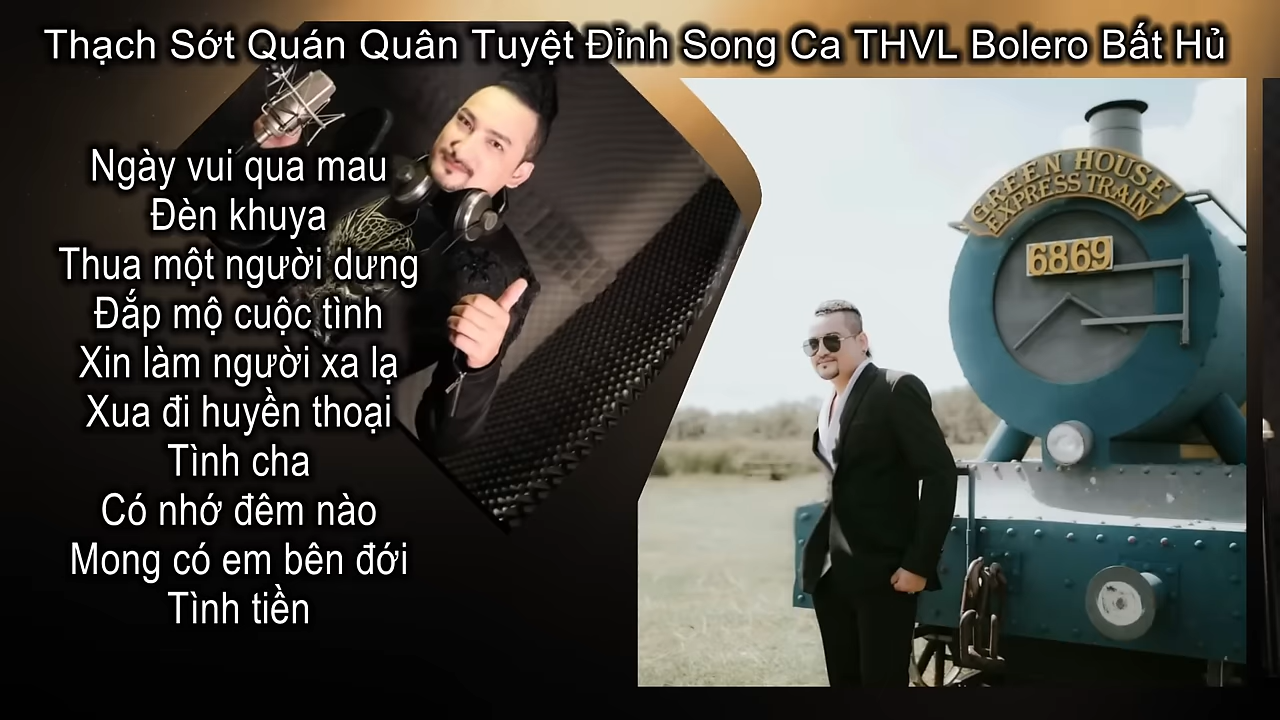 Thạch Sớt Quán Quân Tuyệt Đỉnh Song Ca THVL Bolero Bất Hủ
Ngày vui qua mau
Đèn khuya
Thua một người dưng
Đắp mộ cuộc tình
Xin làm người xa lạ
Xua đi huyền thoại
Tình cha
Có nhớ đêm nào
Mong có em bên đới
Tình tiền
GREEN HOUSE
EXPRESS TRAIN
6869